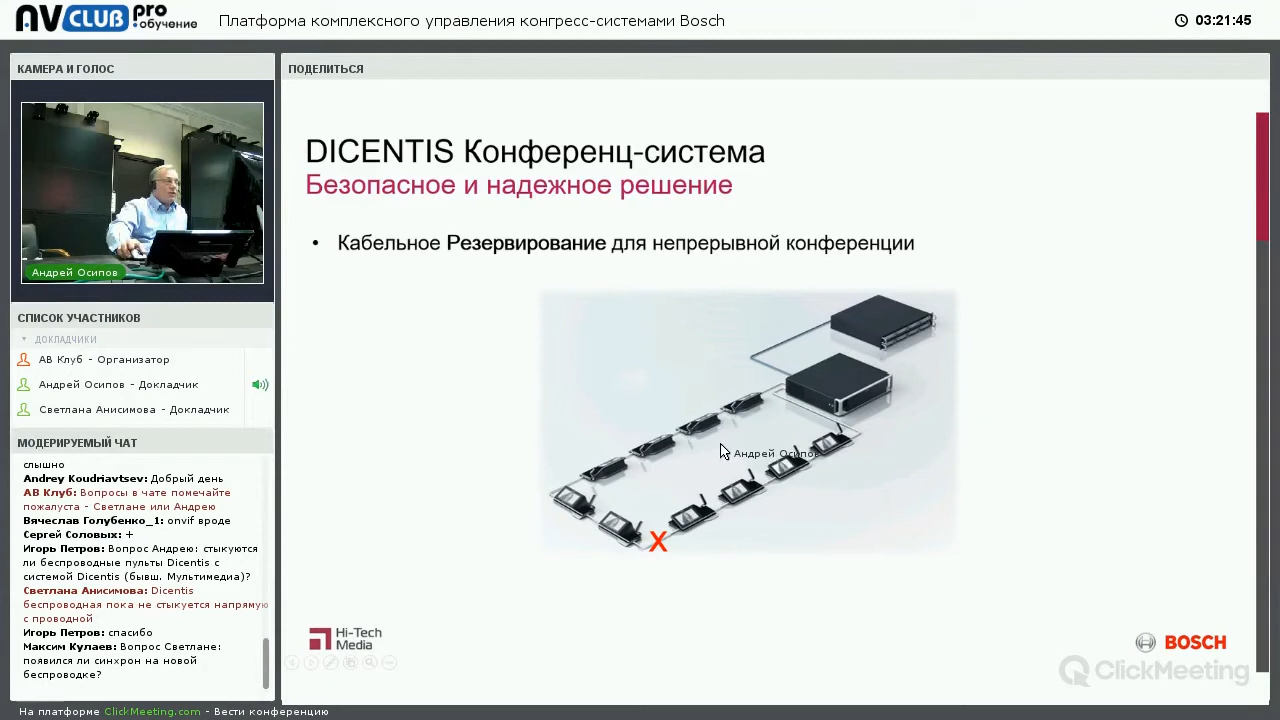 AV CLUB pro •обучение
Платформа комплексного управления конгресс-системами Bosch
03:21:45
КАМЕРА И ГОЛОС
Андрей Осипов
СПИСОК УЧАСТНИКОВ
ДОКЛАДЧИКИ
АВ Клуб - Организатор
Андрей Осипов - Докладчик
Светлана Анисимова - Докладчик
МОДЕРИРУЕМЫЙ ЧАТ
слышно
Andrey Koudriavtsev: Добрый день
АВ Клуб: Вопросы в чате помечайте
пожалуста - Светлане или Андрею
Вячеслав Голубенко_1: onvif вроде
Сергей Соловых: +
Игорь Петров: Вопрос Андрею: стыкуются
ли беспроводные пульты Dicentis с
системой Dicentis (бывш. Мультимедиа)?
Светлана Анисимова: Dicentis
беспроводная пока не стыкуется напрямую
с проводной
Игорь Петров: спасибо
Максим Кулаев: Вопрос Светлане:
появился ли синхрон на новой
беспроводке?
На платформе ClickMeeting.com - Вести конференцию
ПОДЕЛИТЬСЯ
DICENTIS Конференц-система
Безопасное и надежное решение
• Кабельное Резервирование для непрерывной конференции
Андрей Осипов
X
Hi-Tech
Media
BOSCH
ClickMeeting